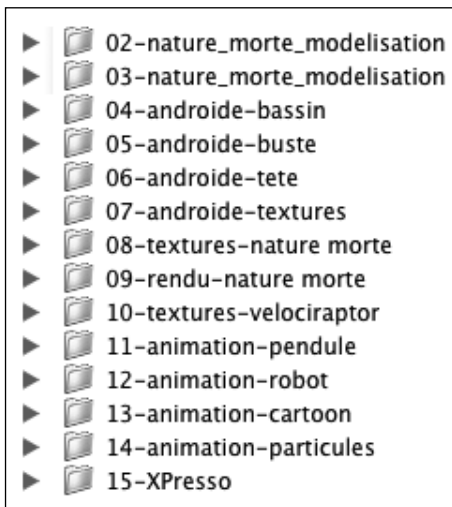 02-nature_morte_modelisation
03-nature_morte_modelisation
04-androide-bassin
05-androide-buste
06-androide-tete
07-androide-textures
08-textures-nature morte
09-rendu-nature morte
10-textures-velociraptor
11-animation-pendule
12-animation-robot
13-animation-cartoon
14-animation-particules
15-XPresso